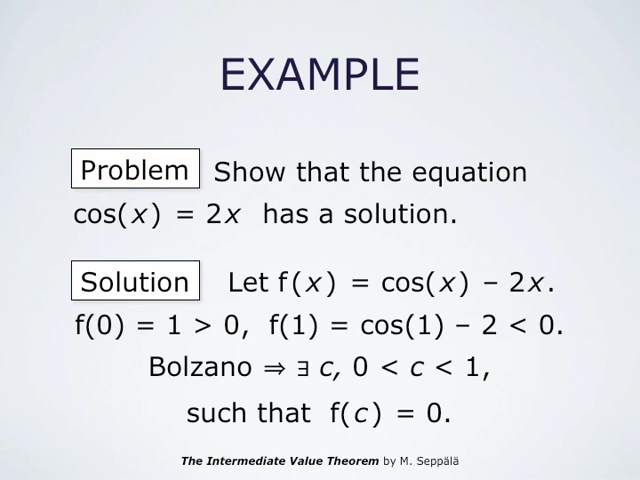 EXAMPLE
Problem Show that the equation
cos(x) = 2x has a solution.
Solution Let f(x) = cos(x) – 2x.
f(0) = 1 > 0, f(1) = cos(1) – 2 < 0.
Bolzano ⇒ ∃ c, 0 < c < 1,
such that f(c) = 0.
The Intermediate Value Theorem by M. Seppälä